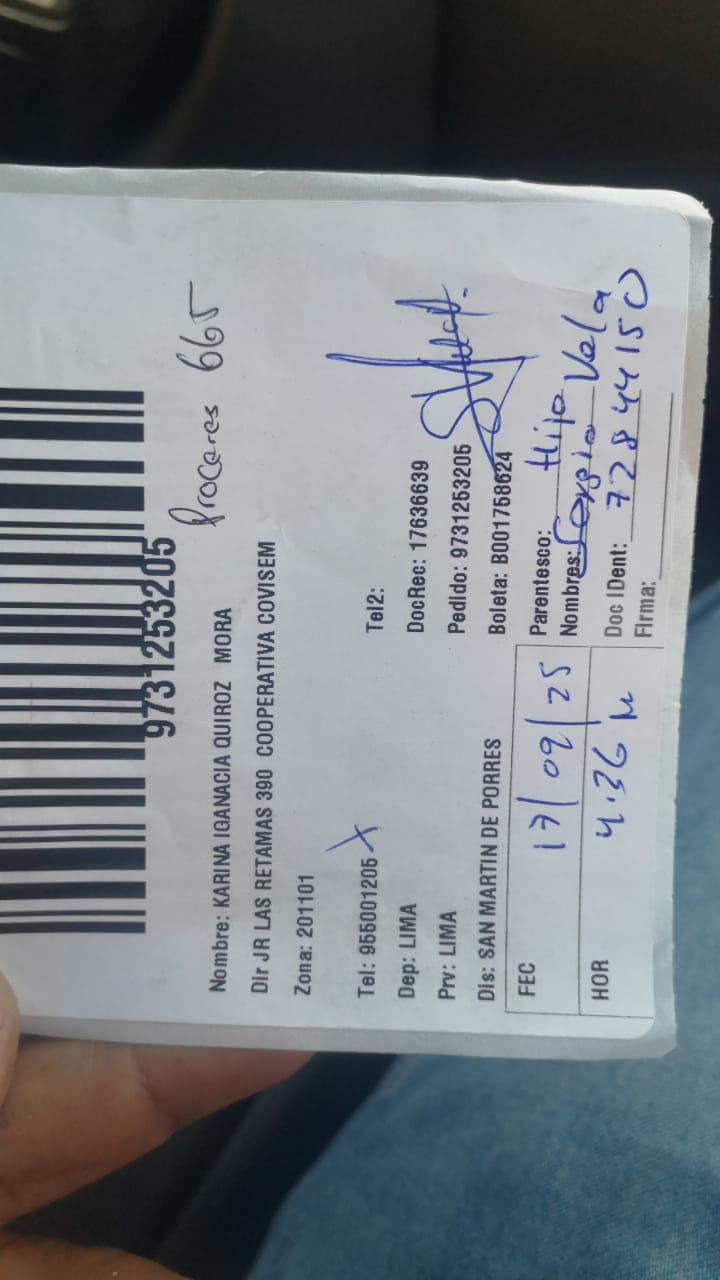 9731253205
Proceres 665
Nombre: KARINA IGANACIA QUIROZ MORA
Dir JR LAS RETAMAS 390 COOPERATIVA COVISEM
Zona: 201101
Tel: 955001205 X Tel2:
Dep: LIMA DocRec: 17636639
Prv: LIMA Pedido: 9731253205
Dis: SAN MARTIN DE PORRES Boleta: B001758624
FEC 17/09/25 Parentesco: Hijo
Nombres: Sergio Vela
HOR 4:36 Doc IDent: 72844150
Firma: